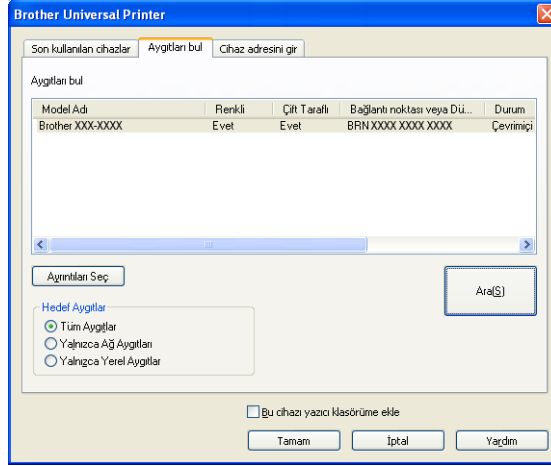 Brother Universal Printer
Son kullanılan cihazlar Aygıtları bul Cihaz adresini gir
Aygıtları bul
Model Adı Renkli Çift Taraflı Bağlantı noktası veya Dü... Durum
Brother XXX-XXXX Evet Evet BRN XXXX XXXX XXXX Çevrimiçi
Ayrıntıları Seç
Ara(S)
Hedef Aygıtlar
Tüm Aygıtlar
Yalnızca Ağ Aygıtları
Yalnızca Yerel Aygıtlar
Bu cihazı yazıcı klasörüme ekle
Tamam İptal Yardım